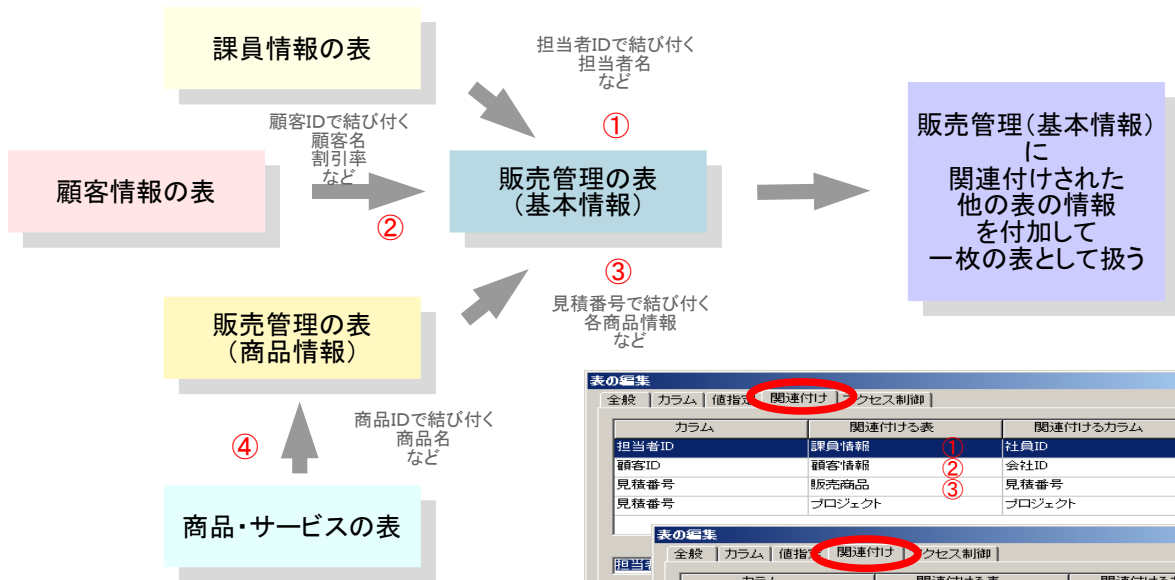 課員情報の表
担当者IDで結び付く
担当者名
など
①
顧客IDで結び付く
顧客名
割引率
など
②
顧客情報の表
販売管理の表
(基本情報)
販売管理(基本情報)
に
関連付けされた
他の表の情報
を付加して
一枚の表として扱う
③
見積番号で結び付く
各商品情報
など
販売管理の表
(商品情報)
④
商品IDで結び付く
商品名
など
商品・サービスの表
表の編集
全般 カラム 値指定 関連付け アクセス制御
カラム 関連付ける表 関連付けるカラム
担当者ID 課員情報 ① 社員ID
顧客ID 顧客情報 ② 会社ID
見積番号 販売商品 ③ 見積番号
見積番号 プロジェクト プロジェクト
表の編集
全般 カラム 関連付け アクセス制御